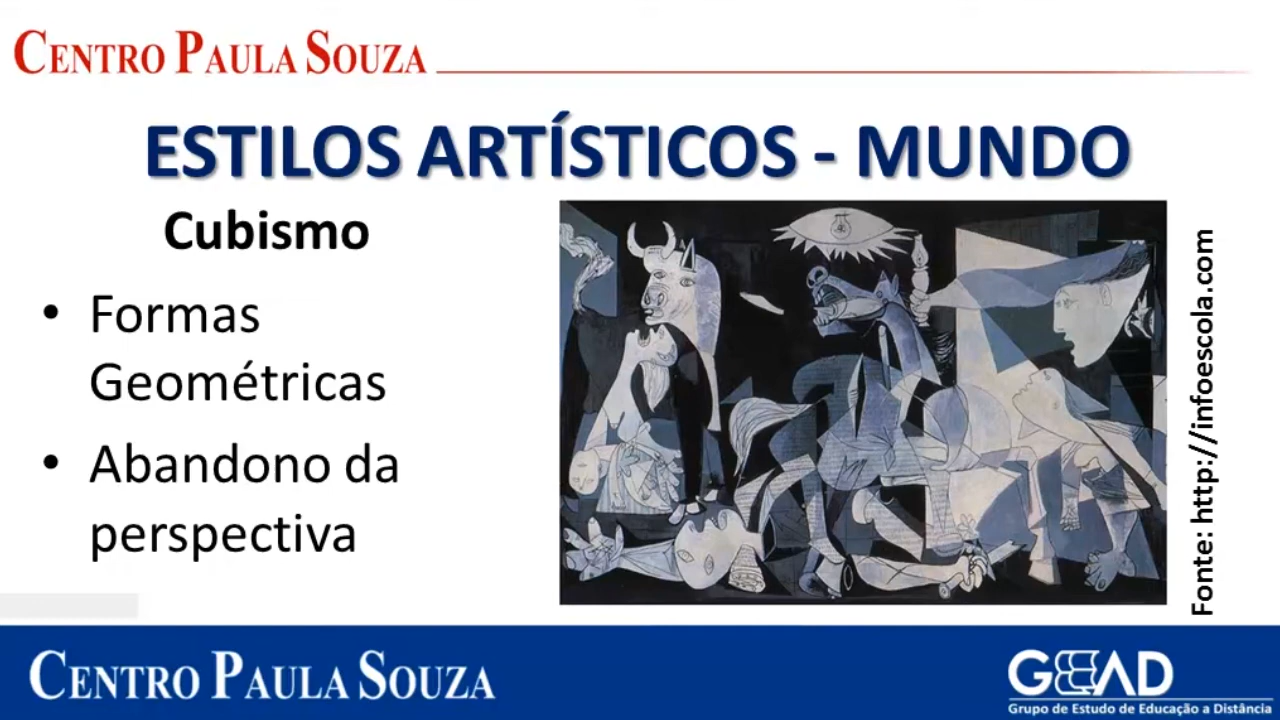 CENTRO PAULA SOUZA
ESTILOS ARTÍSTICOS - MUNDO
Cubismo
• Formas
Geométricas
• Abandono da
perspectiva
Fonte: http://infoescola.com
CENTRO PAULA SOUZA
GEEAD
Grupo de Estudo de Educação a Distância